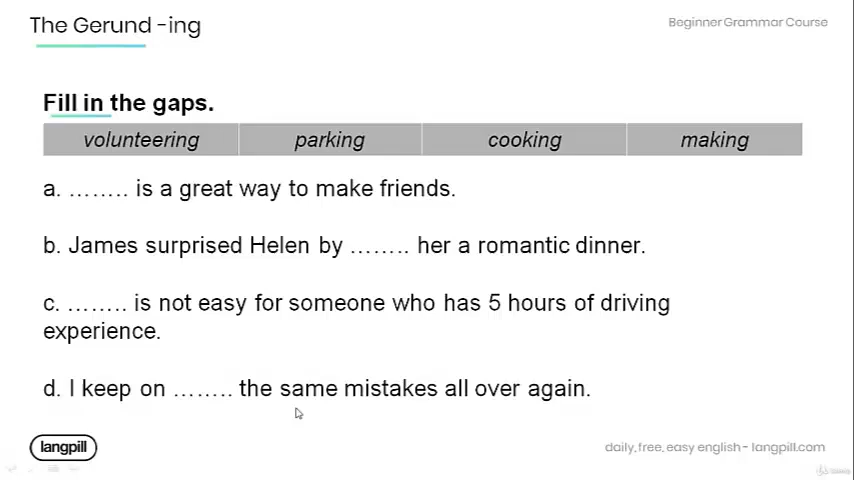 The Gerund -ing
Beginner Grammar Course
Fill in the gaps.
volunteering parking cooking making
a. …….. is a great way to make friends.
b. James surprised Helen by …….. her a romantic dinner.
c. …….. is not easy for someone who has 5 hours of driving
experience.
d. I keep on …….. the same mistakes all over again.
langpill
daily, free, easy english - langpill.com
Udemy